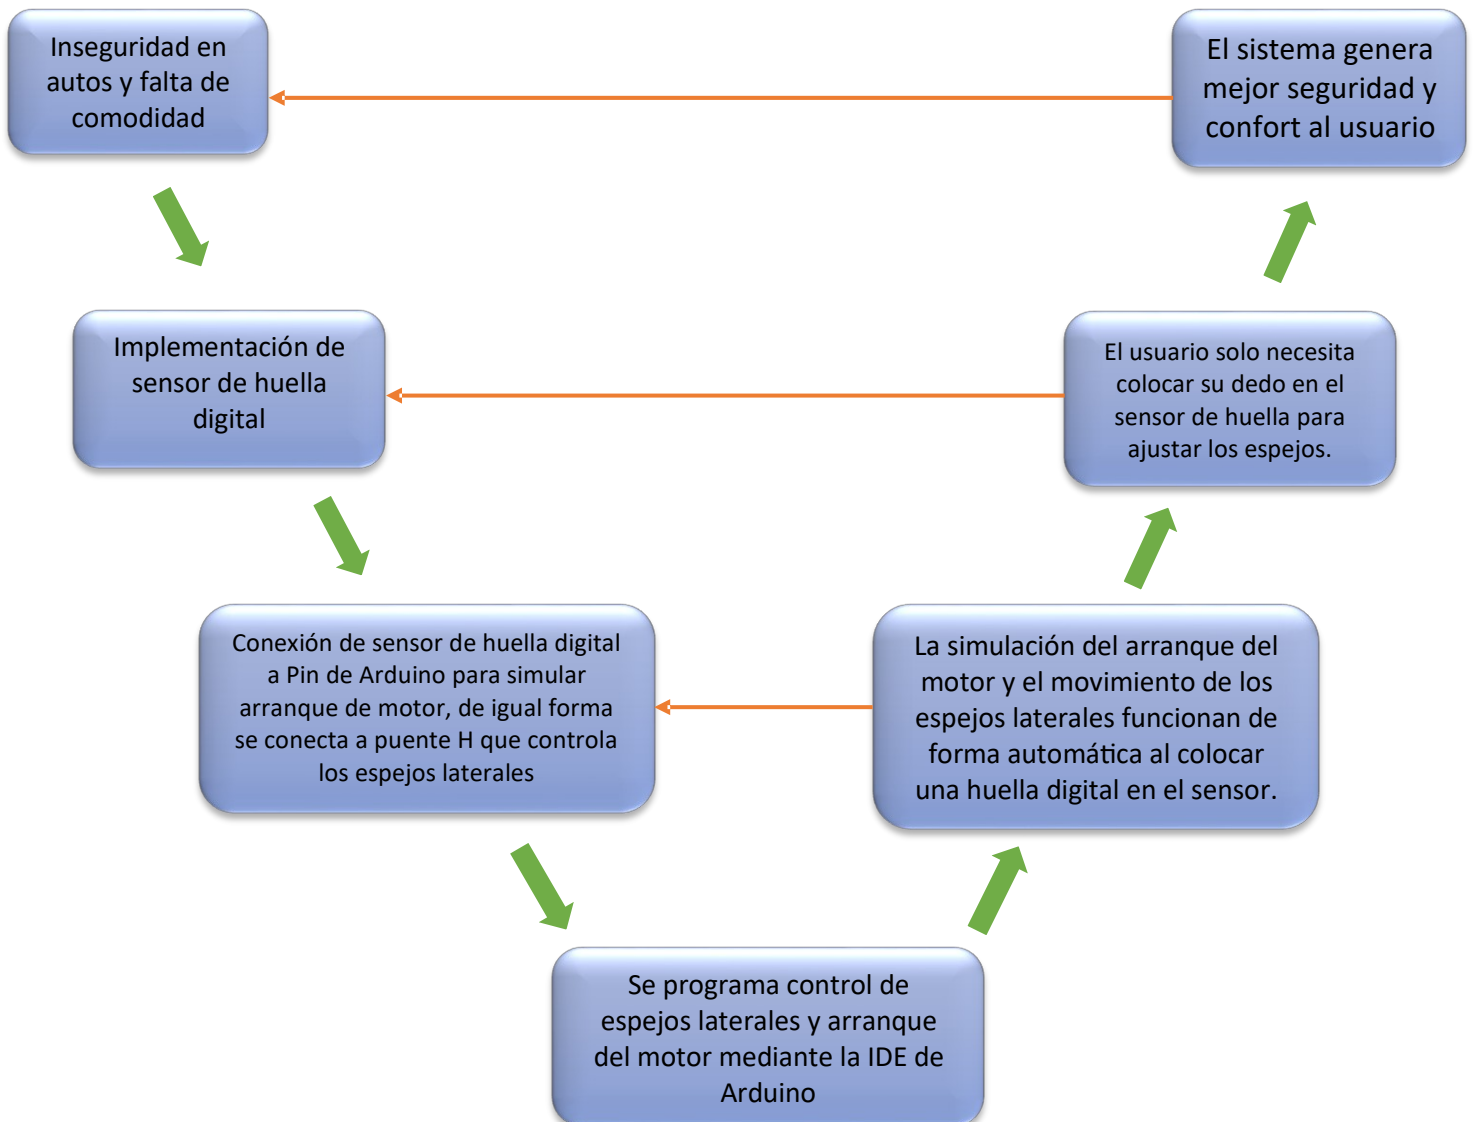 Inseguridad en
autos y falta de
comodidad
El sistema genera
mejor seguridad y
confort al usuario
Implementación de
sensor de huella
digital
El usuario solo necesita
colocar su dedo en el
sensor de huella para
ajustar los espejos.
Conexión de sensor de huella digital
a Pin de Arduino para simular
arranque de motor, de igual forma
se conecta a puente H que controla
los espejos laterales
La simulación del arranque del
motor y el movimiento de los
espejos laterales funcionan de
forma automática al colocar
una huella digital en el sensor.
Se programa control de
espejos laterales y arranque
del motor mediante la IDE de
Arduino